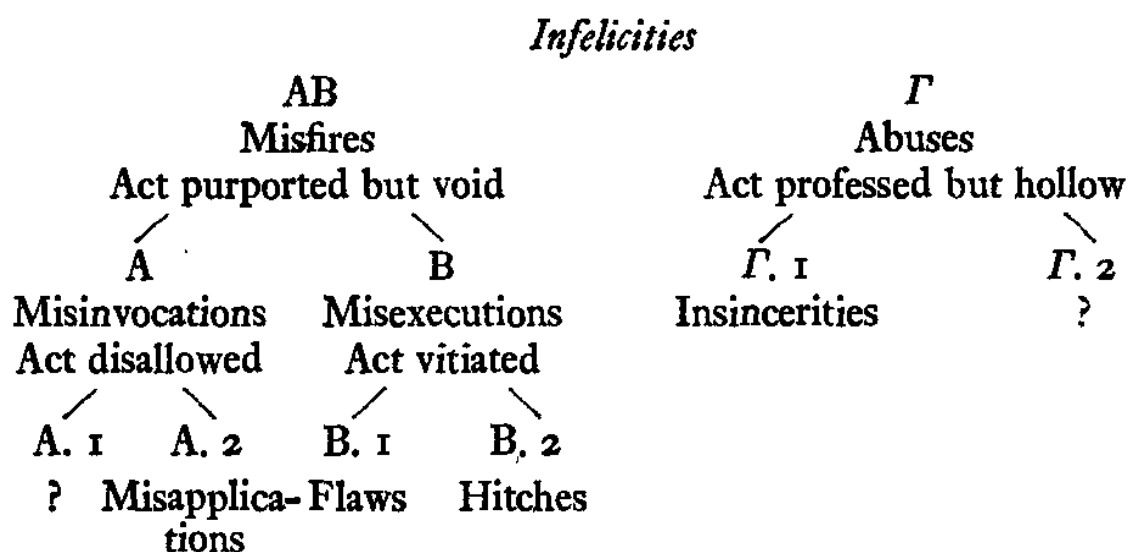 Infelicities
AB Γ
Misfires Abuses
Act purported but void Act professed but hollow
A B Γ. 1 Γ. 2
Misinvocations Misexecutions Insincerities ?
Act disallowed Act vitiated
A. 1 A. 2 B. 1 B. 2
? Misapplica- Flaws Hitches
tions